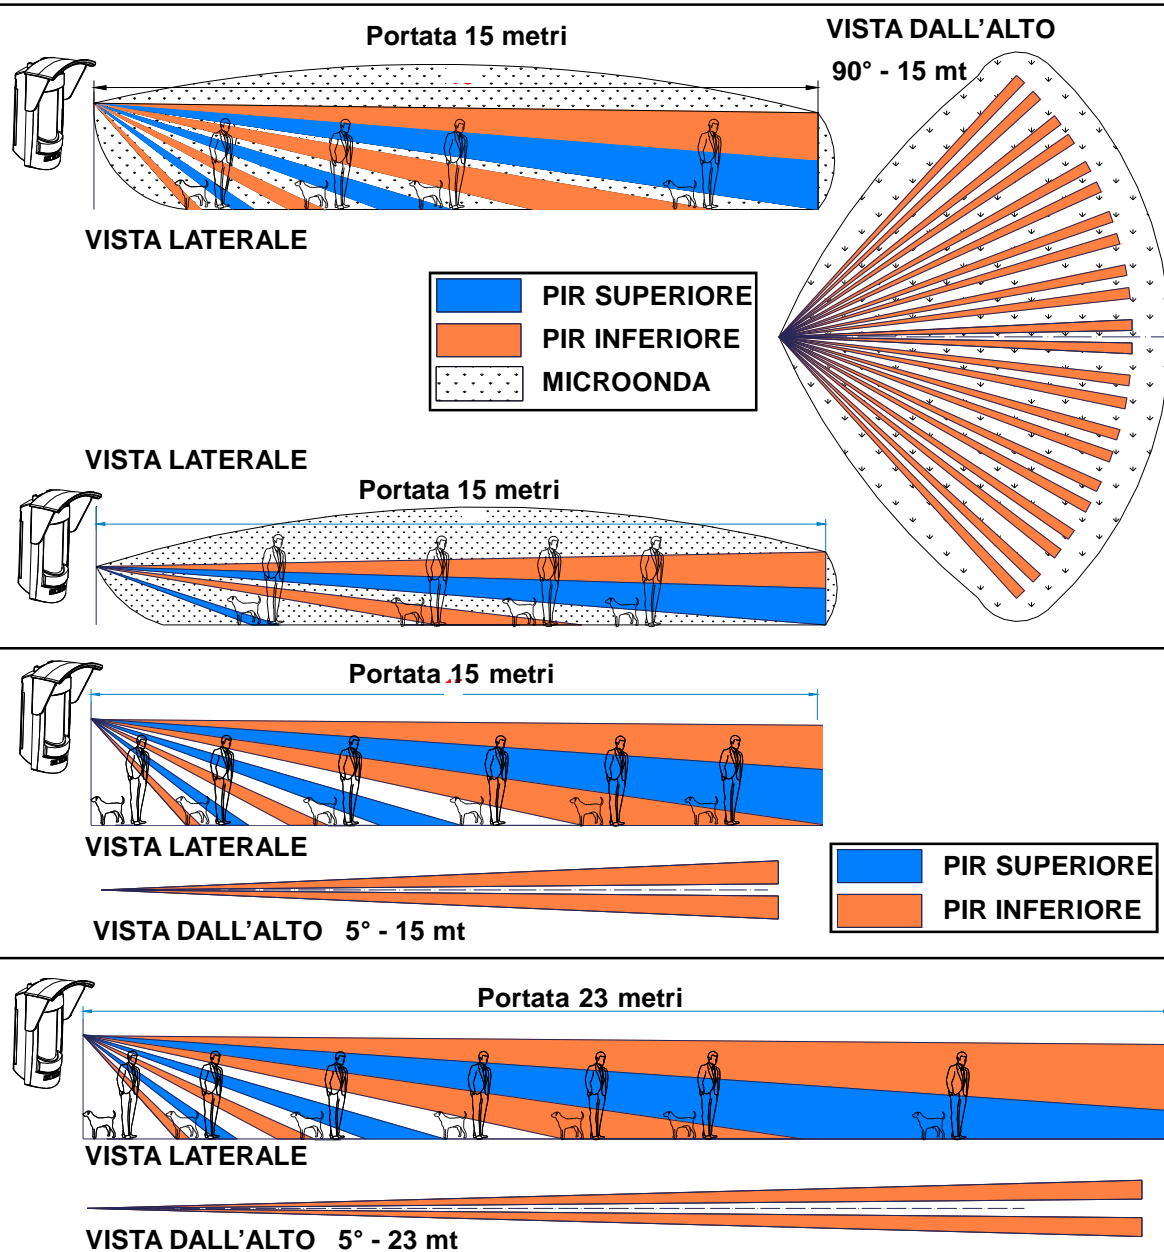 Portata 15 metri
VISTA DALL'ALTO
90° - 15 mt
VISTA LATERALE
PIR SUPERIORE
PIR INFERIORE
MICROONDA
VISTA LATERALE
Portata 15 metri
Portata 15 metri
VISTA LATERALE
PIR SUPERIORE
PIR INFERIORE
VISTA DALL'ALTO 5° - 15 mt
Portata 23 metri
VISTA LATERALE
VISTA DALL'ALTO 5° - 23 mt